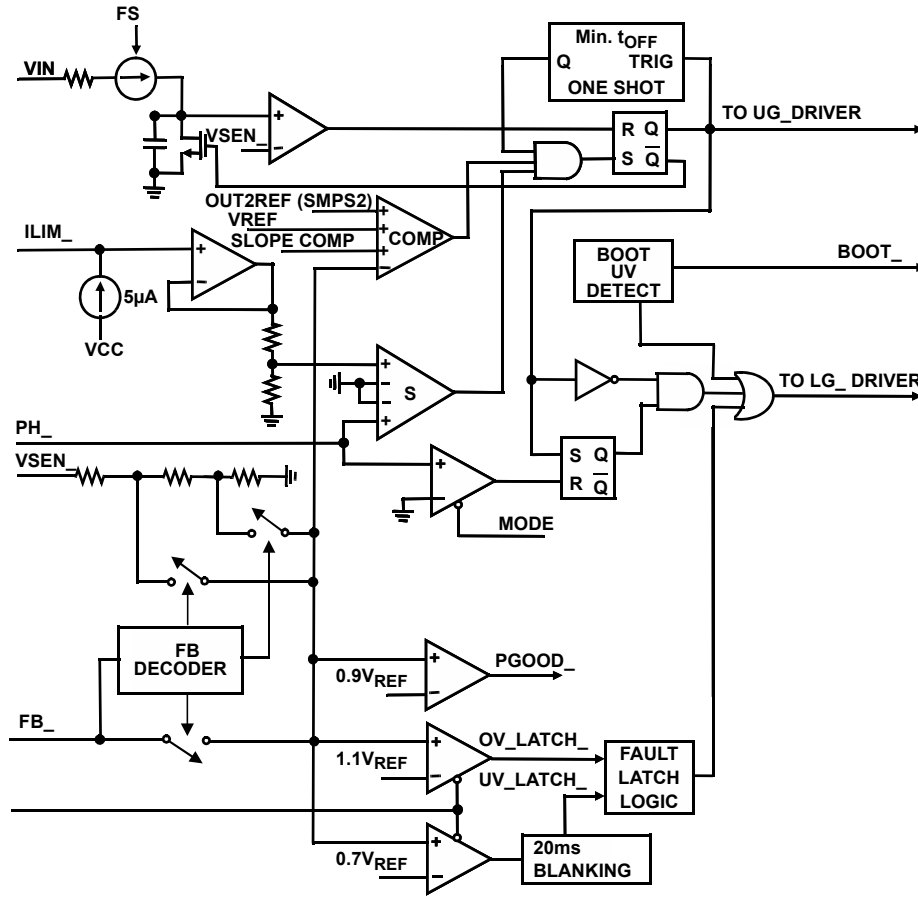 FS
Min. tOFF
Q TRIG
ONE SHOT
VIN
TO UG_DRIVER
+
VSEN_
−
R Q
S Q̅
OUT2REF (SMPS2)
+
VREF
+
COMP
SLOPE COMP
+
−
ILIM_
+
−
5µA
VCC
BOOT
UV
DETECT
BOOT_
+
−
S
−
+
TO LG_ DRIVER
PH_
VSEN_
+
−
S Q
R Q̅
MODE
FB
DECODER
+
0.9VREF
−
PGOOD_
FB_
+
1.1VREF
−
OV_LATCH_
UV_LATCH_
FAULT
LATCH
LOGIC
+
0.7VREF
−
20ms
BLANKING